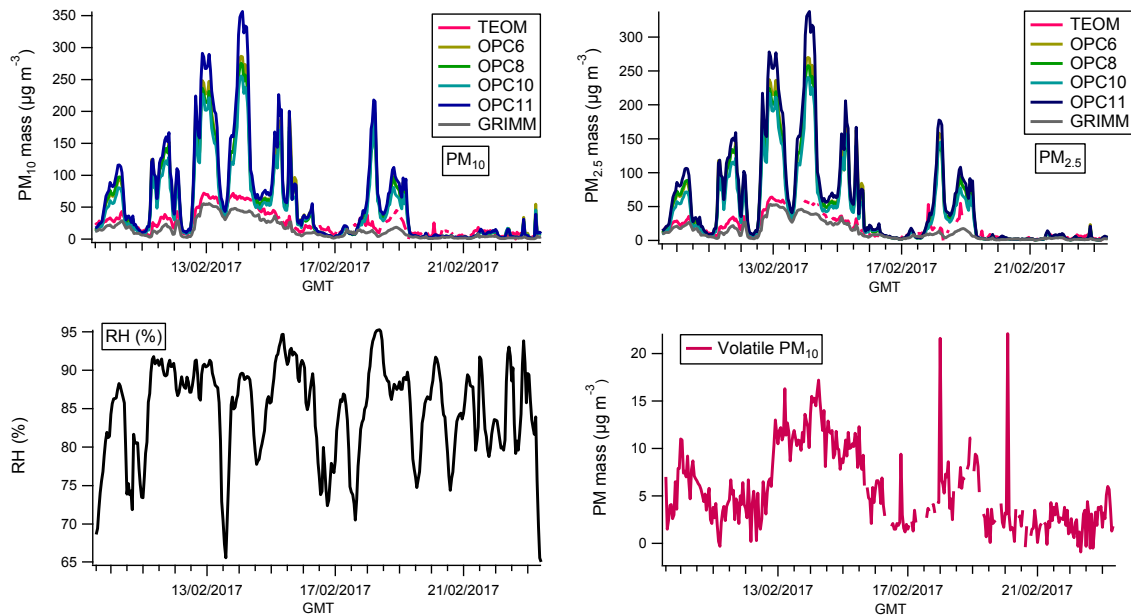 PM10 mass (µg m-3)
350
300
250
200
150
100
50
0
TEOM
OPC6
OPC8
OPC10
OPC11
GRIMM
PM10
13/02/2017
17/02/2017
21/02/2017
GMT
PM2.5 mass (µg m-3)
350
300
250
200
150
100
50
0
TEOM
OPC6
OPC8
OPC10
OPC11
GRIMM
PM2.5
13/02/2017
17/02/2017
21/02/2017
GMT
RH (%)
95
90
85
80
75
70
65
RH (%)
13/02/2017
17/02/2017
21/02/2017
GMT
PM mass (µg m-3)
20
15
10
5
0
Volatile PM10
13/02/2017
17/02/2017
21/02/2017
GMT